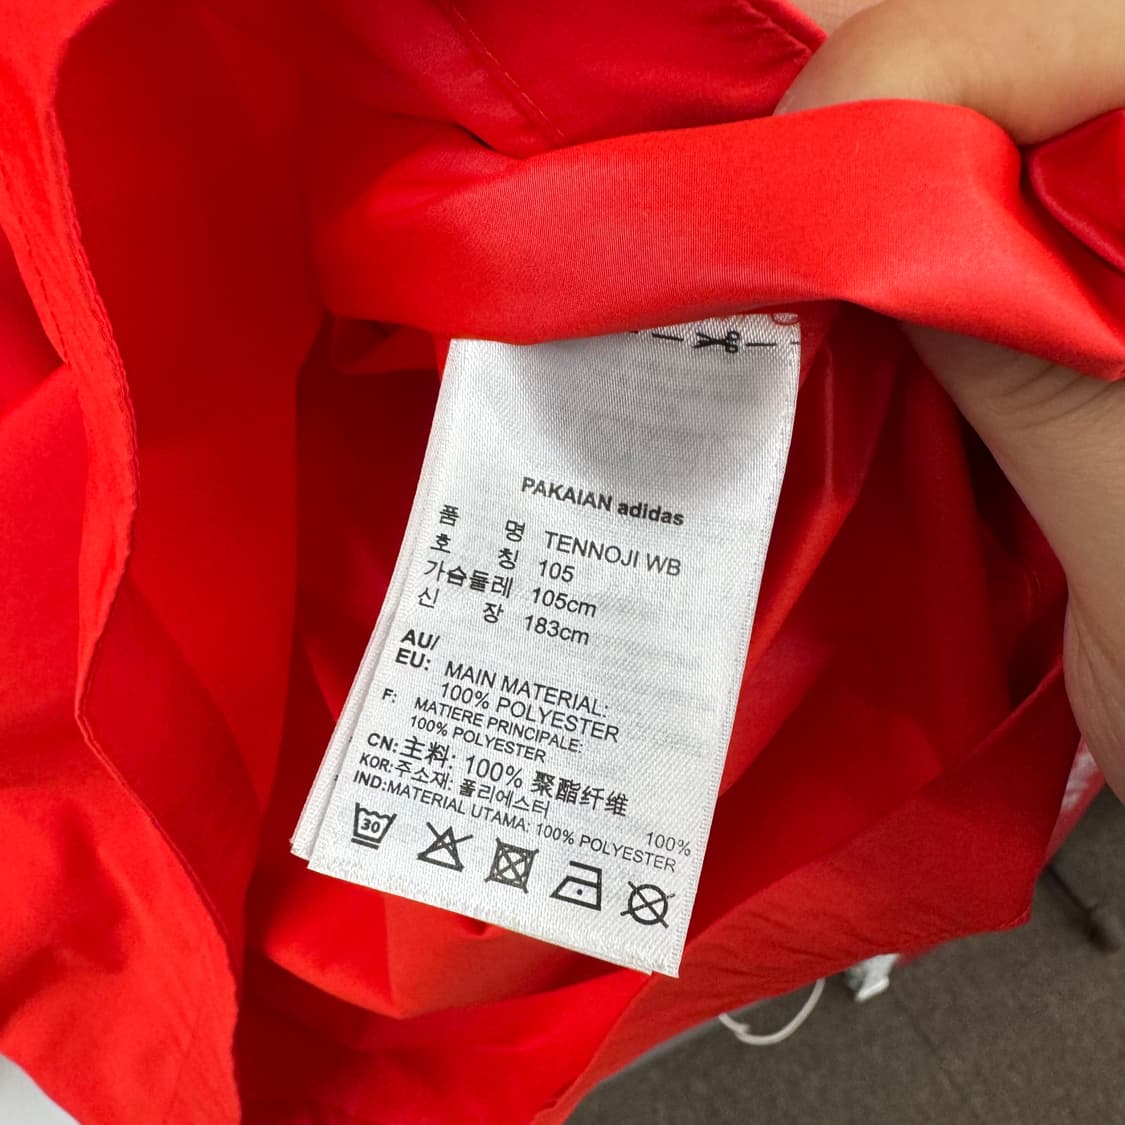 PAKAIAN adidas
품 명 TENNOJI WB
호 칭 105
가슴둘레 105cm
신 장 183cm
AU/
EU: MAIN MATERIAL:
100% POLYESTER
F: MATIERE PRINCIPALE:
100% POLYESTER
CN:主料: 100% 聚酯纤维
KOR:주소재: 폴리에스터 100%
IND:MATERIAL UTAMA: 100% POLYESTER
30